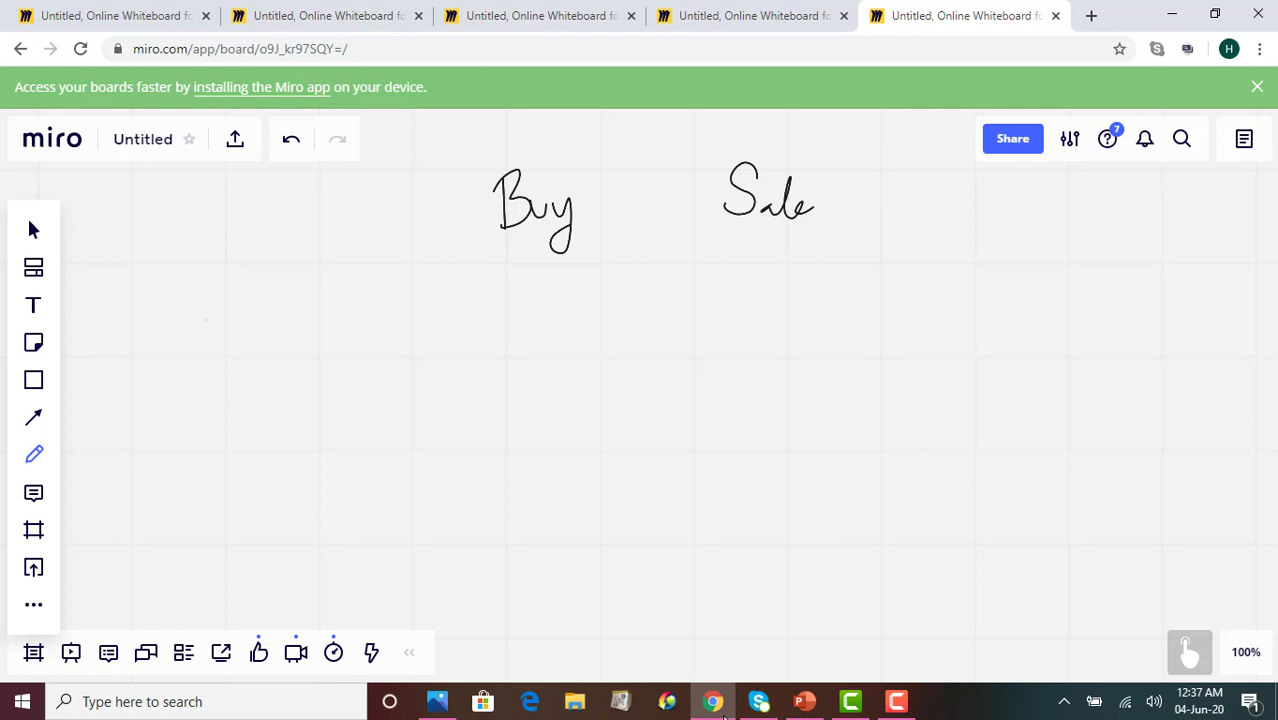 Untitled, Online Whiteboard fo Untitled, Online Whiteboard fo Untitled, Online Whiteboard fo Untitled, Online Whiteboard fo Untitled, Online Whiteboard fo
miro.com/app/board/o9J_kr97SQY=/ H
Access your boards faster by installing the Miro app on your device.
miro Untitled Share 7
Buy Sale
T
100%
Type here to search 12:37 AM
04-Jun-20 1